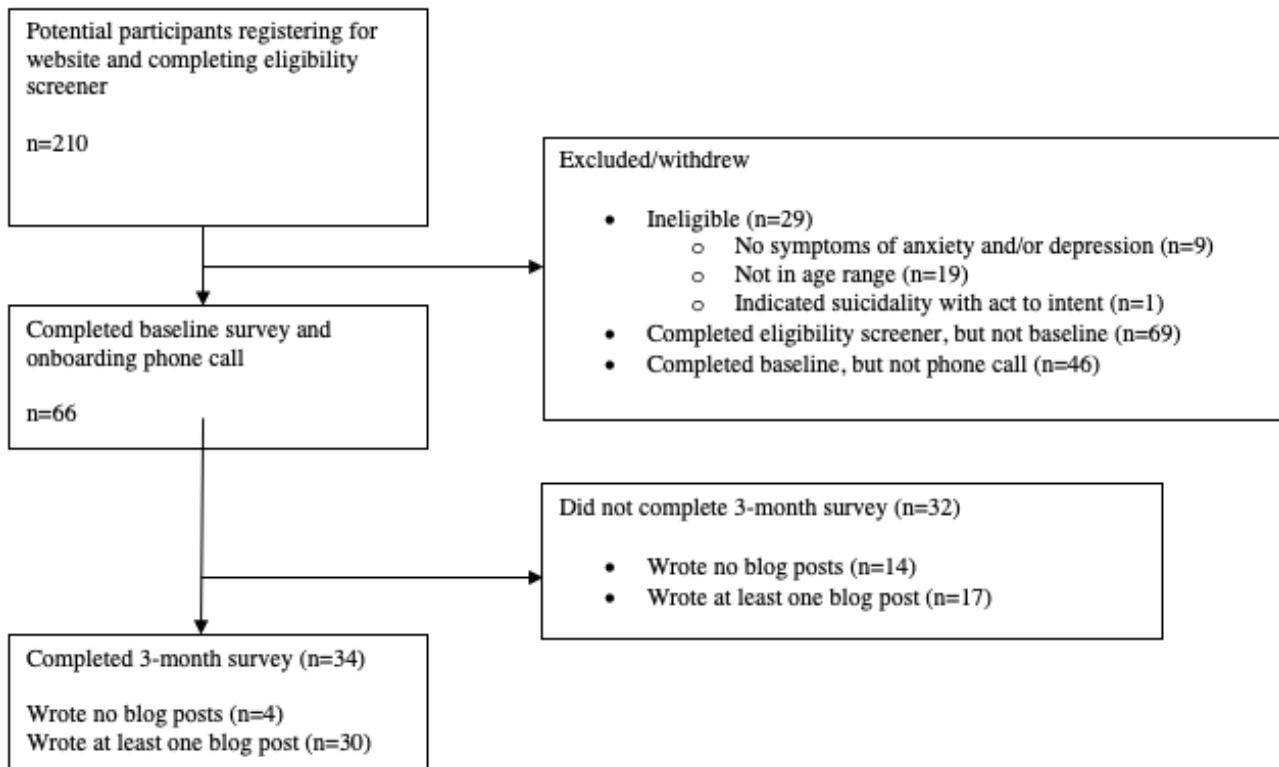 Potential participants registering for
website and completing eligibility
screener
n=210
Excluded/withdrew
• Ineligible (n=29)
o No symptoms of anxiety and/or depression (n=9)
o Not in age range (n=19)
o Indicated suicidality with act to intent (n=1)
• Completed eligibility screener, but not baseline (n=69)
• Completed baseline, but not phone call (n=46)
Completed baseline survey and
onboarding phone call
n=66
Did not complete 3-month survey (n=32)
• Wrote no blog posts (n=14)
• Wrote at least one blog post (n=17)
Completed 3-month survey (n=34)
Wrote no blog posts (n=4)
Wrote at least one blog post (n=30)